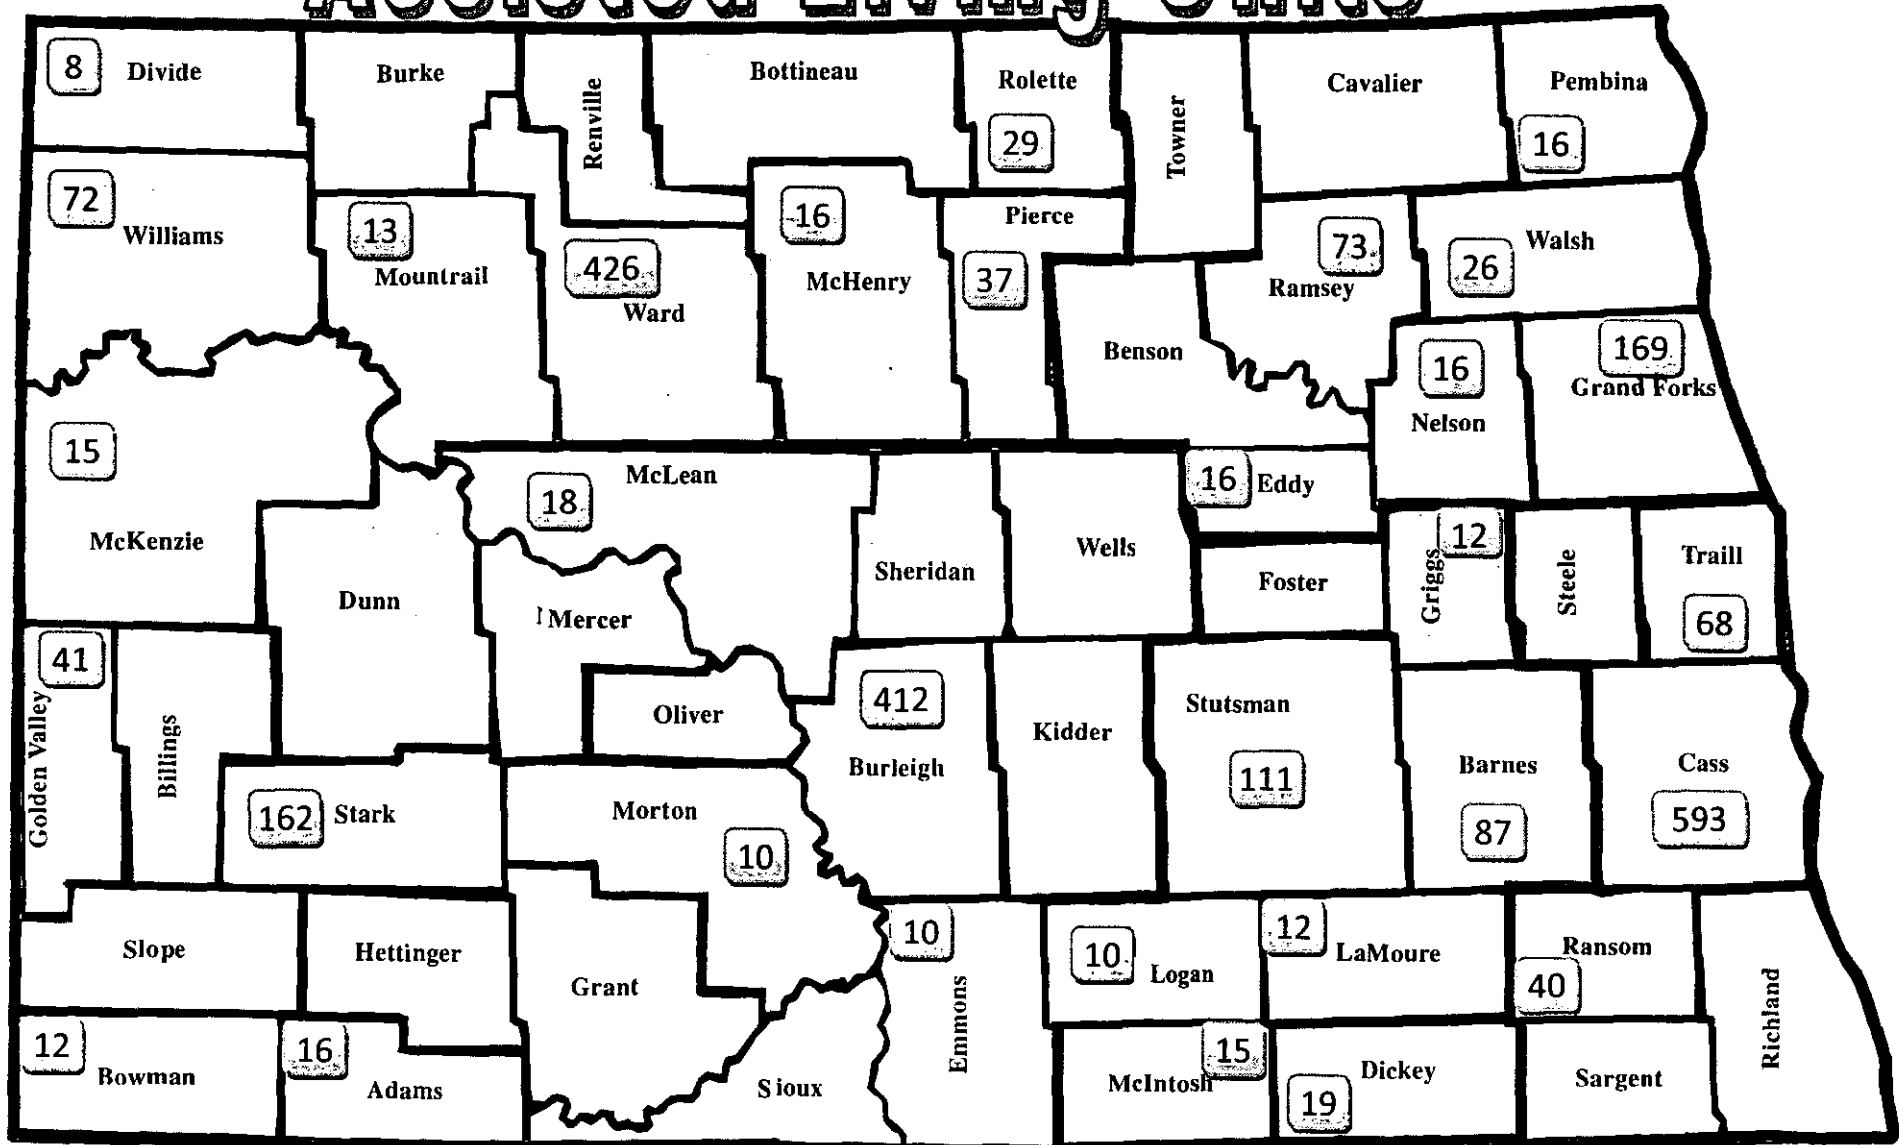 Assisted Living Units
8 Divide
Burke
Renville
Bottineau
Rolette
29
Towner
Cavalier
Pembina
16
72
Williams
13
Mountrail
426
Ward
16
McHenry
Pierce
37
Benson
73
Ramsey
26
Walsh
16
Nelson
169
Grand Forks
15
McKenzie
Dunn
18
McLean
Mercer
Oliver
Sheridan
Wells
16 Eddy
Foster
12
Griggs
Steele
Traill
68
41
Golden Valley
Billings
162 Stark
Morton
10
412
Burleigh
Kidder
Stutsman
111
Barnes
87
Cass
593
Slope
Hettinger
Grant
10
Emmons
10
Logan
12
LaMoure
Ransom
40
Richland
12
Bowman
16
Adams
Sioux
15
McIntosh
Dickey
19
Sargent